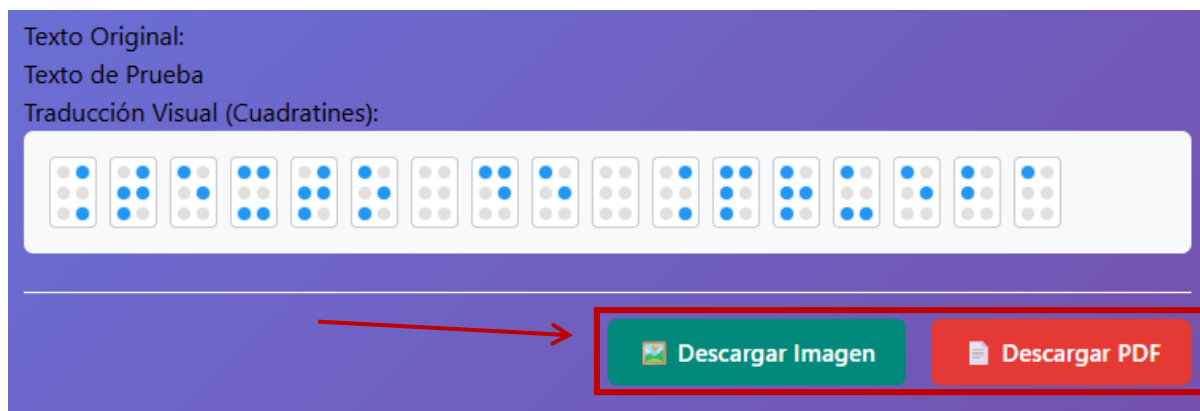 Texto Original:
Texto de Prueba
Traducción Visual (Cuadratines):
⠨⠞⠑⠭⠞⠕⠀⠙⠑⠀⠨⠏⠗⠥⠑⠃⠁
Descargar Imagen
Descargar PDF